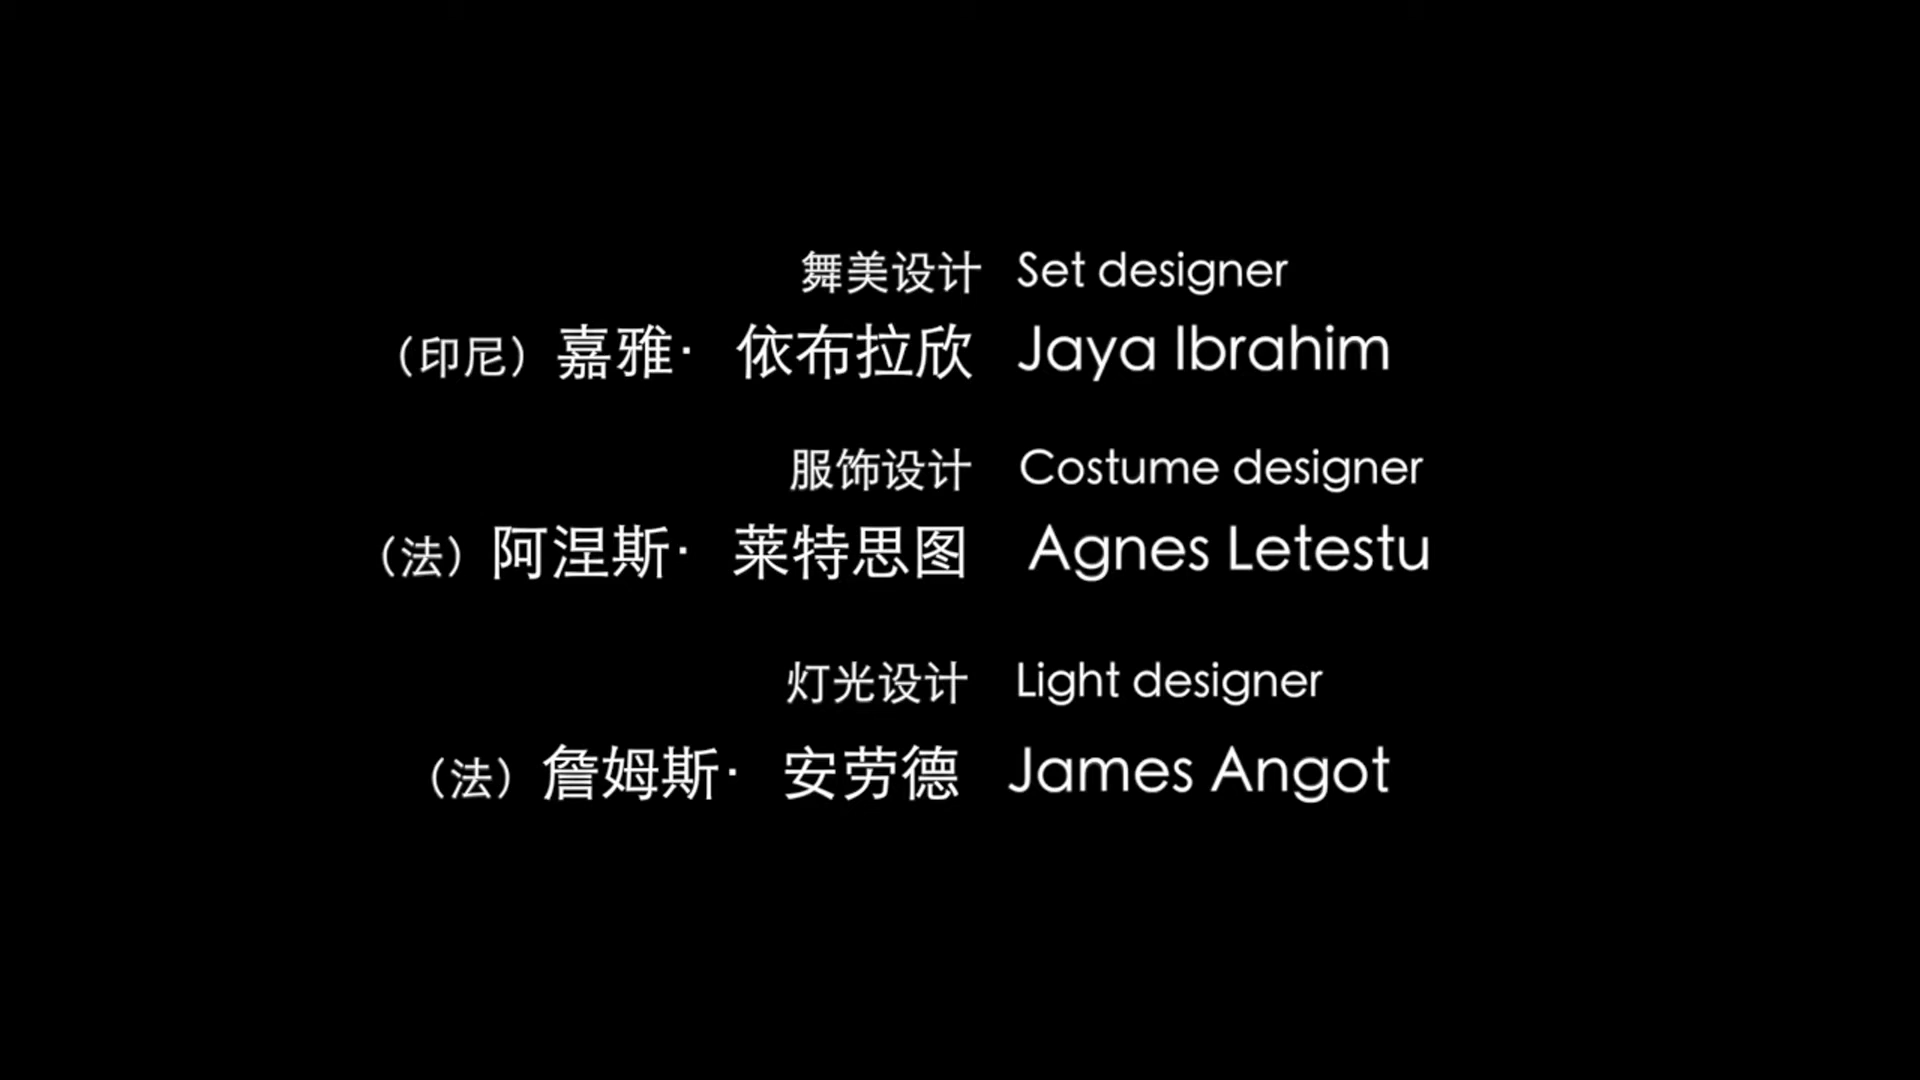 舞美设计 Set designer
（印尼）嘉雅· 依布拉欣 Jaya Ibrahim
服饰设计 Costume designer
（法）阿涅斯· 莱特思图 Agnes Letestu
灯光设计 Light designer
（法）詹姆斯· 安劳德 James Angot